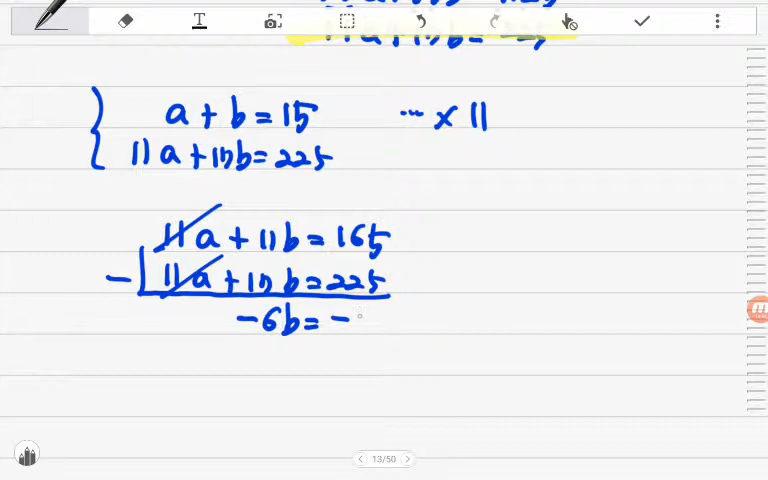 a + b = 15 ... x 11
11a + 17b = 225
11a + 11b = 165
- 11a + 17b = 225
-6b = -
13/50